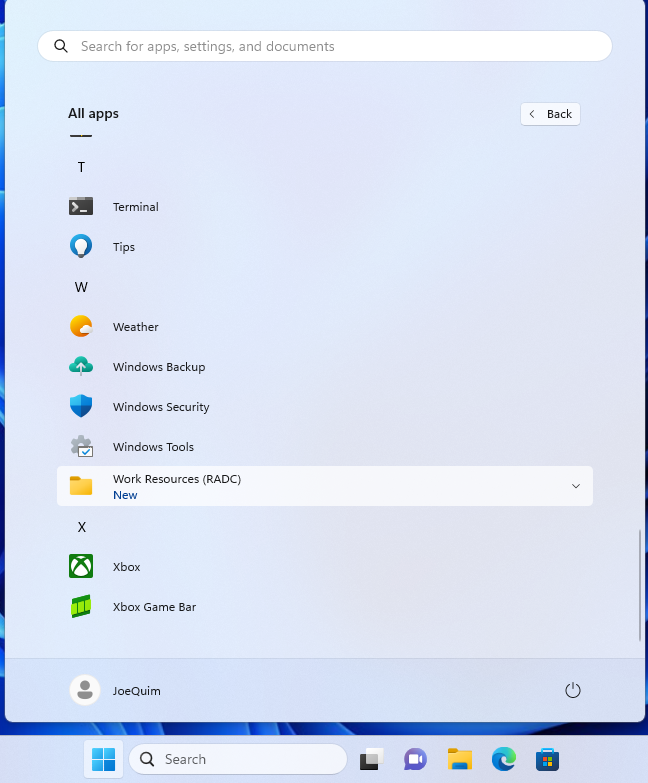 Search for apps, settings, and documents
All apps
Back
T
Terminal
Tips
W
Weather
Windows Backup
Windows Security
Windows Tools
Work Resources (RADC)
New
X
Xbox
Xbox Game Bar
JoeQuim
Search